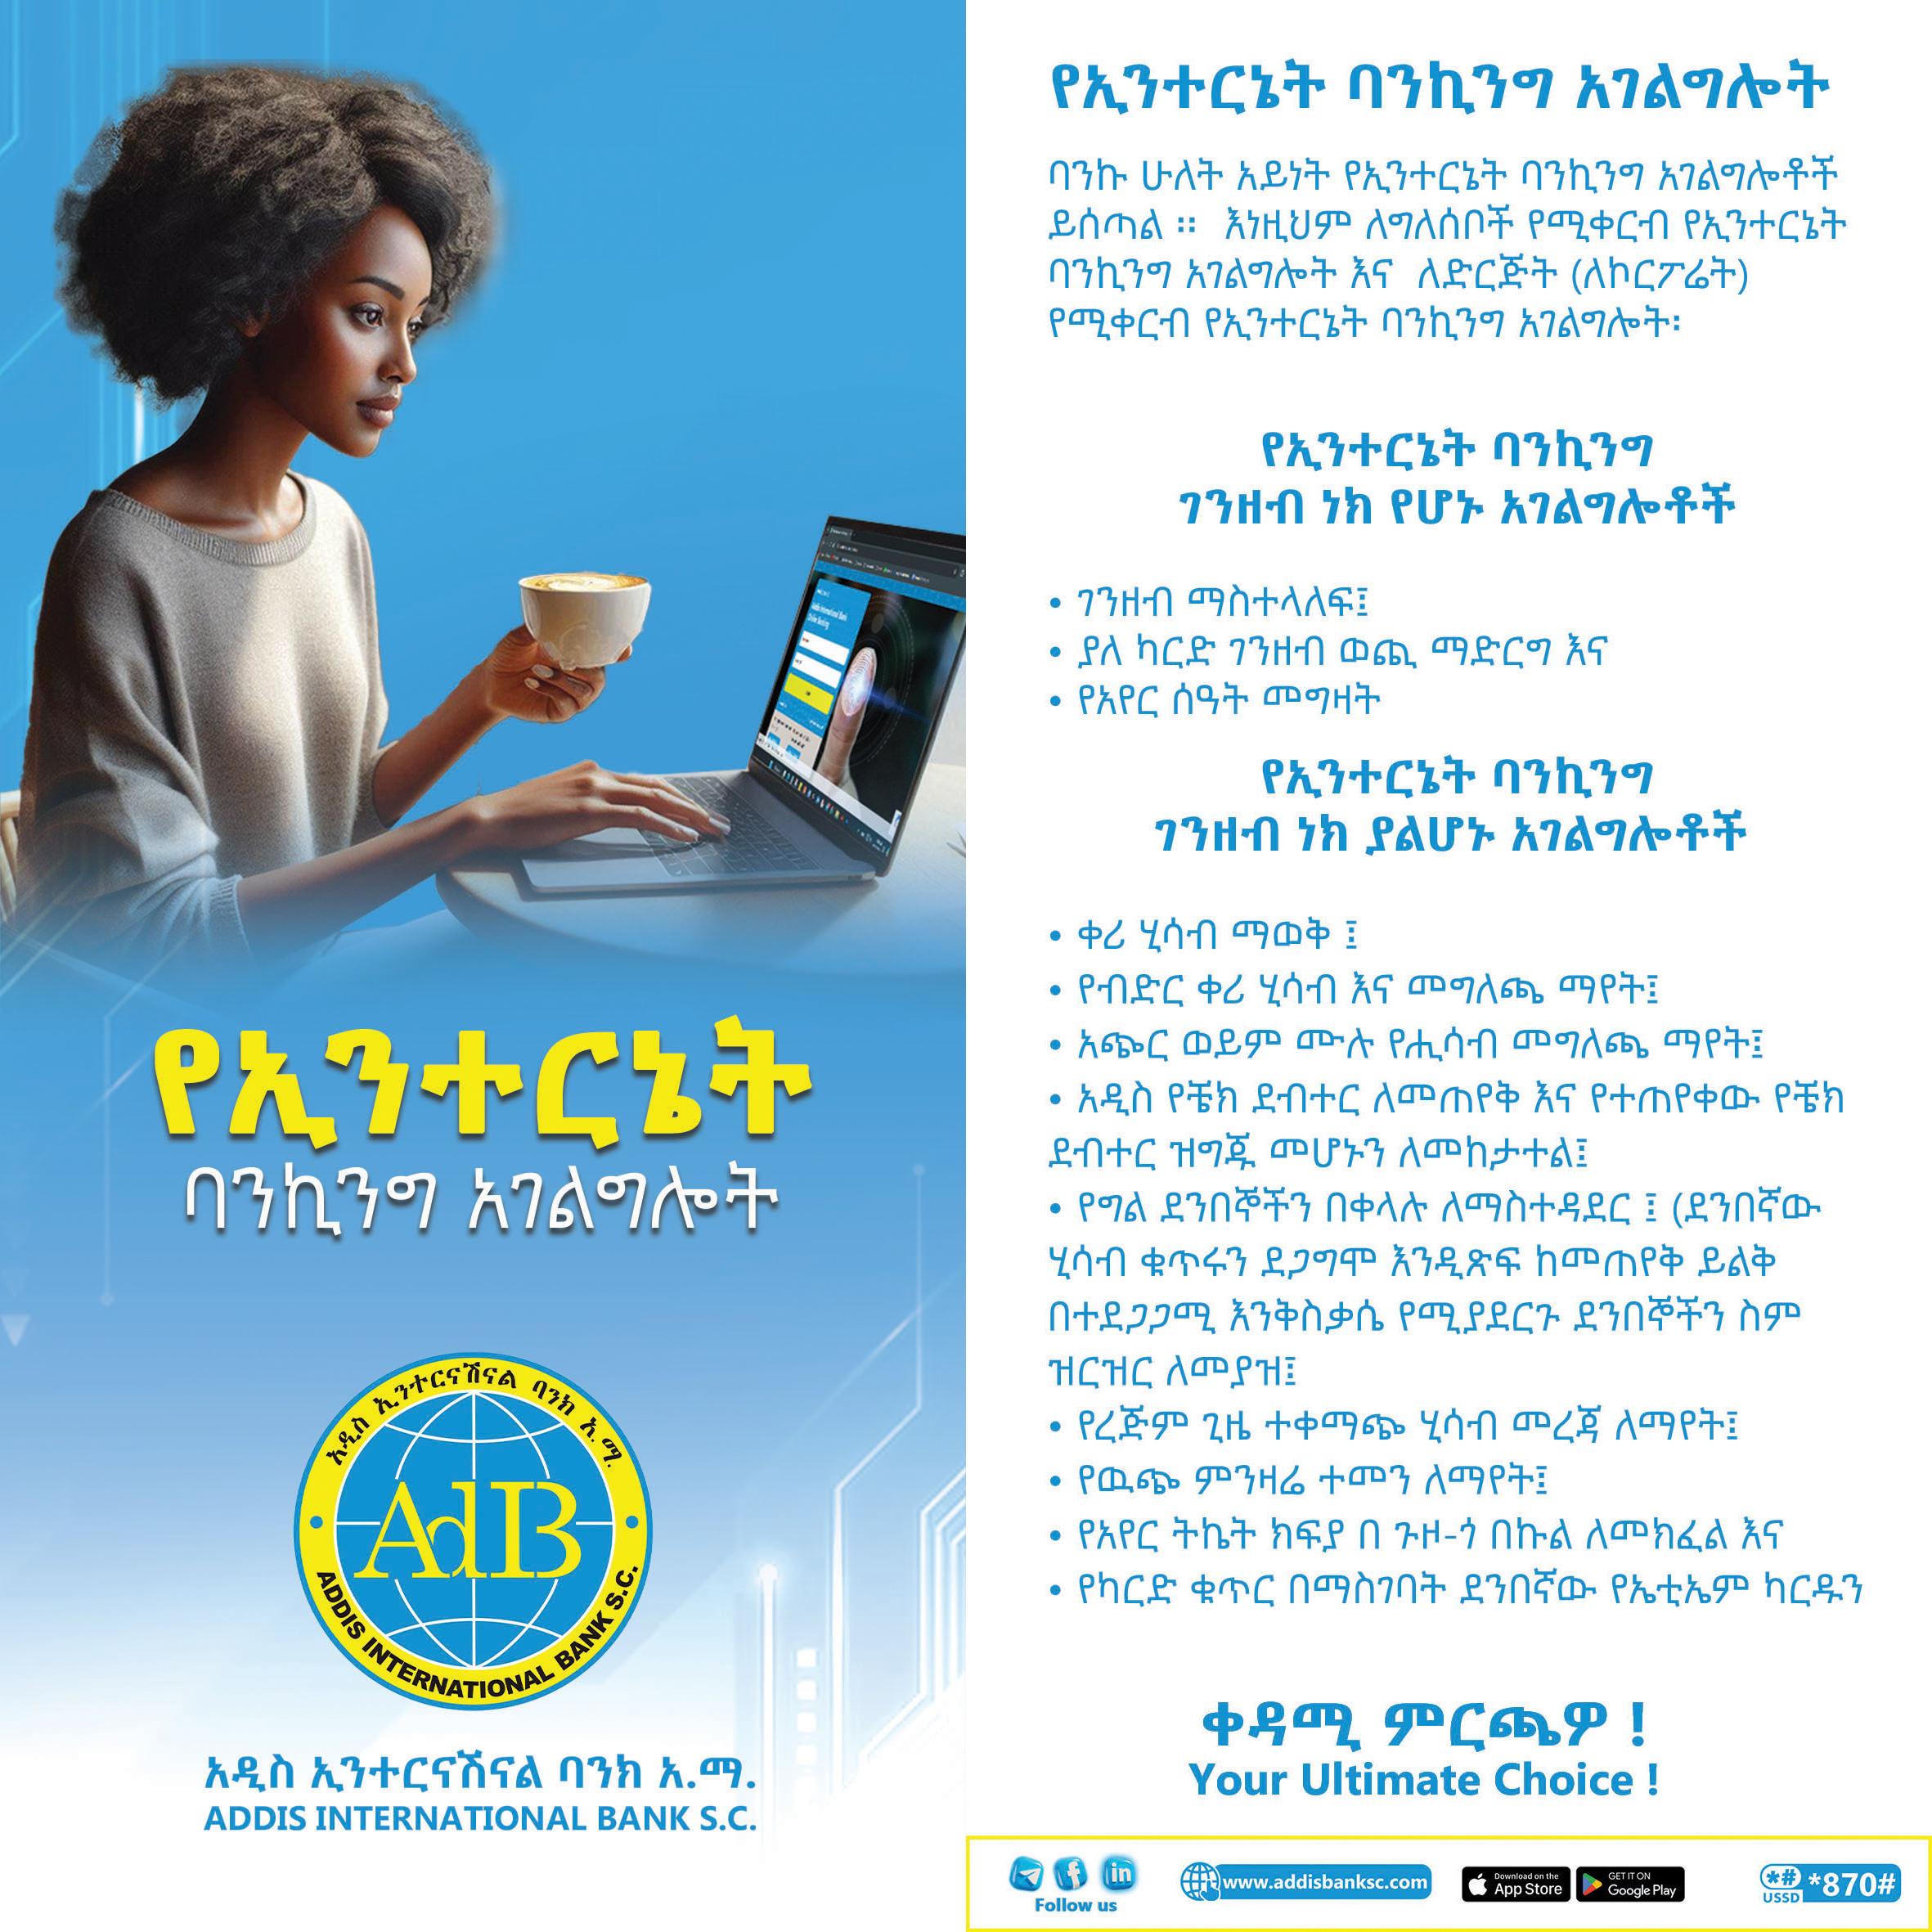 የኢንተርኔት
ባንኪንግ አገልግሎት
አዲስ ኢንተርናሽናል ባንክ አ.ማ.
AdIB
ADDIS INTERNATIONAL BANK S.C.
አዲስ ኢንተርናሽናል ባንክ አ.ማ.
ADDIS INTERNATIONAL BANK S.C.
የኢንተርኔት ባንኪንግ አገልግሎት
ባንኩ ሁለት አይነት የኢንተርኔት ባንኪንግ አገልግሎቶች
ይሰጣል ፡፡ እነዚህም ለግለሰቦች የሚቀርብ የኢንተርኔት
ባንኪንግ አገልግሎት እና ለድርጅት (ለኮርፖሬት)
የሚቀርብ የኢንተርኔት ባንኪንግ አገልግሎት፡
የኢንተርኔት ባንኪንግ
ገንዘብ ነክ የሆኑ አገልግሎቶች
• ገንዘብ ማስተላለፍ፤
• ያለ ካርድ ገንዘብ ወጪ ማድርግ እና
• የአየር ሰዓት መግዛት
የኢንተርኔት ባንኪንግ
ገንዘብ ነክ ያልሆኑ አገልግሎቶች
• ቀሪ ሂሳብ ማወቅ ፤
• የብድር ቀሪ ሂሳብ እና መግለጫ ማየት፤
• አጭር ወይም ሙሉ የሒሳብ መግለጫ ማየት፤
• አዲስ የቼክ ደብተር ለመጠየቅ እና የተጠየቀው የቼክ
ደብተር ዝግጁ መሆኑን ለመከታተል፤
• የግል ደንበኞችን በቀላሉ ለማስተዳደር ፤ (ደንበኛው
ሂሳብ ቁጥሩን ደጋግሞ እንዲጽፍ ከመጠየቅ ይልቅ
በተደጋጋሚ እንቅስቃሴ የሚያደርጉ ደንበኞችን ስም
ዝርዝር ለመያዝ፤
• የረጅም ጊዜ ተቀማጭ ሂሳብ መረጃ ለማየት፤
• የዉጭ ምንዛሬ ተመን ለማየት፤
• የአየር ትኬት ክፍያ በ ጉዞ-ጎ በኩል ለመክፈል እና
• የካርድ ቁጥር በማስገባት ደንበኛው የኤቲኤም ካርዱን
ቀዳሚ ምርጫዎ !
Your Ultimate Choice !
Follow us
www.addisbanksc.com
Download on the
App Store
GET IT ON
Google Play
*#
USSD
*870#